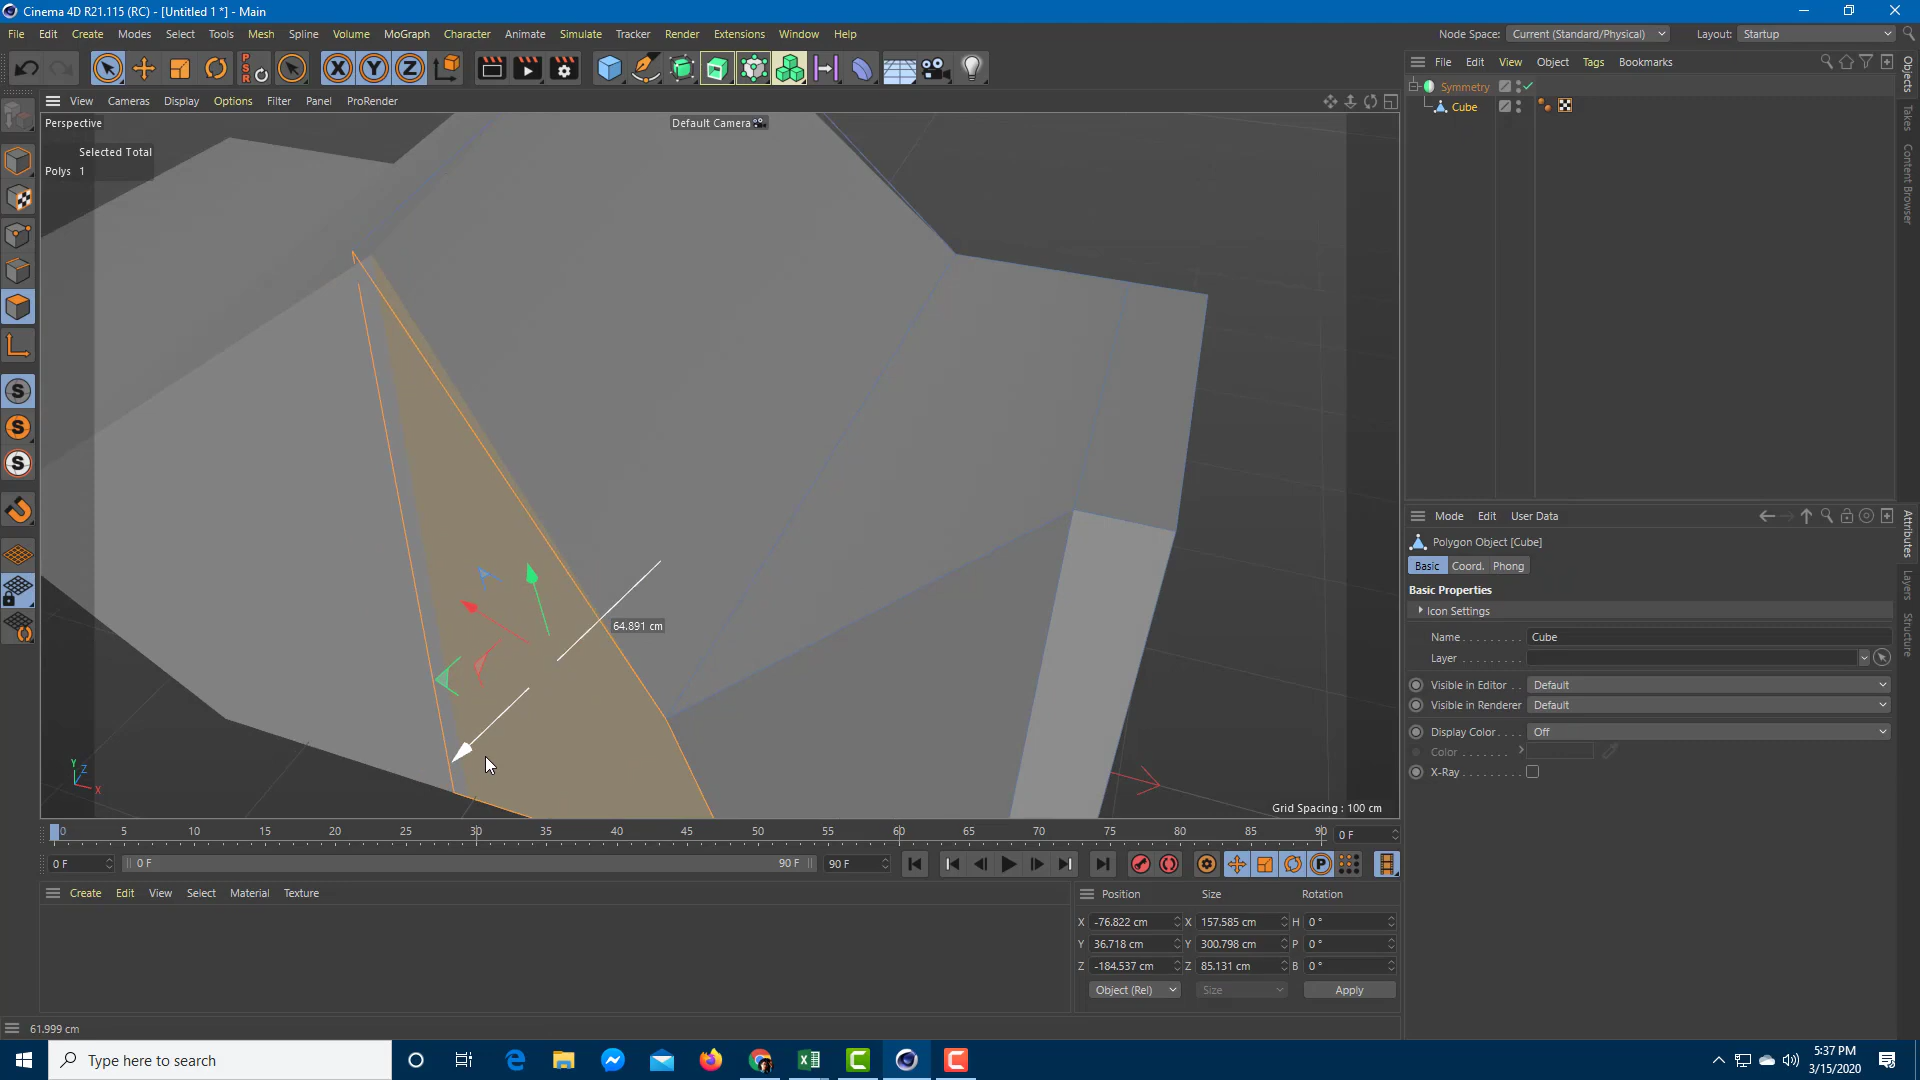 Cinema 4D R21.115 (RC) - [Untitled 1 *] - Main
File Edit Create Modes Select Tools Mesh Spline Volume MoGraph Character Animate Simulate Tracker Render Extensions Window Help
Node Space: Current (Standard/Physical) Layout: Startup
P S R X Y Z
File Edit View Object Tags Bookmarks
View Cameras Display Options Filter Panel ProRender
Symmetry
Cube
Perspective
Default Camera
Selected Total
Polys 1
64.891 cm
Y Z X
Grid Spacing : 100 cm
S
S
S
Objects
Takes
Content Browser
Mode Edit User Data
Polygon Object [Cube]
Basic Coord. Phong
Basic Properties
Icon Settings
Name Cube
Layer
Visible in Editor Default
Visible in Renderer Default
Display Color Off
Color
X-Ray
Attributes
Layers
Structure
0 5 10 15 20 25 30 35 40 45 50 55 60 65 70 75 80 85 90 0 F
0 F 0 F 90 F 90 F P
Create Edit View Select Material Texture
Position Size Rotation
X -76.822 cm X 157.585 cm H 0 °
Y 36.718 cm Y 300.798 cm P 0 °
Z -184.537 cm Z 85.131 cm B 0 °
Object (Rel) Size Apply
61.999 cm
Type here to search
5:37 PM
3/15/2020